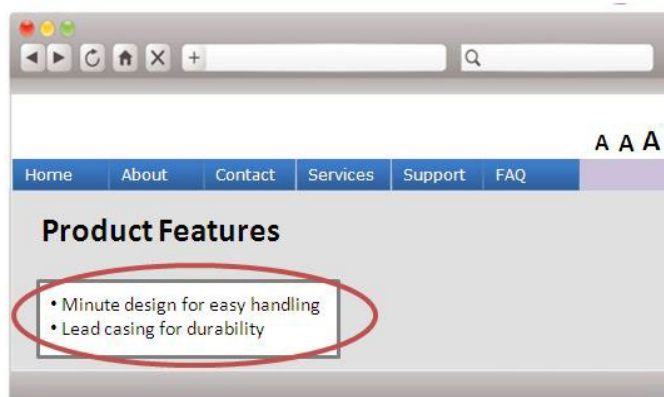 A A A
Home About Contact Services Support FAQ
Product Features
• Minute design for easy handling
• Lead casing for durability